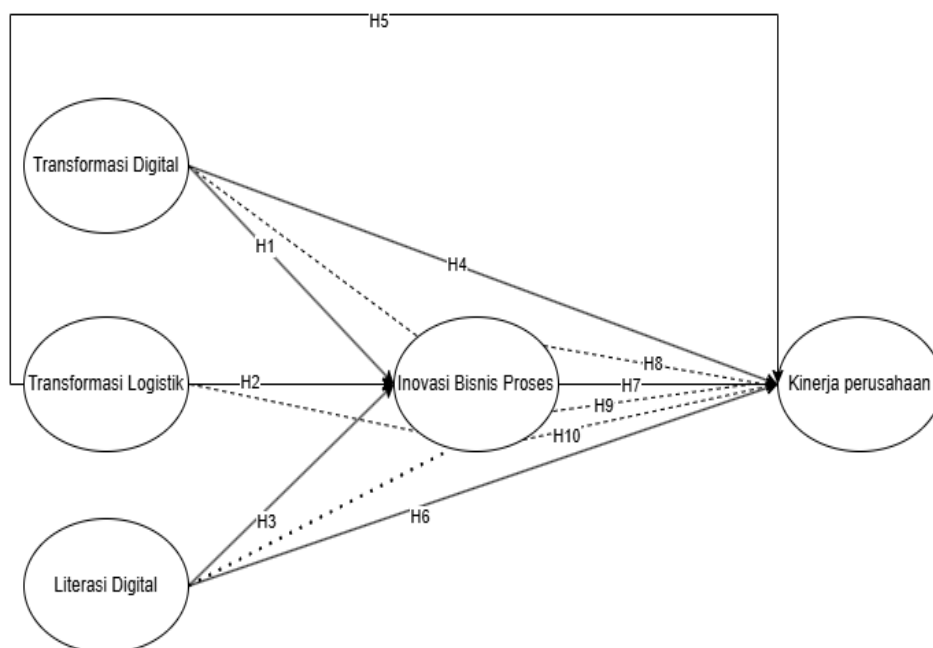 H5
Transformasi Digital
H1
H4
Transformasi Logistik
H2
Inovasi Bisnis Proses
H8
H7
H9
H10
Kinerja perusahaan
H3
H6
Literasi Digital